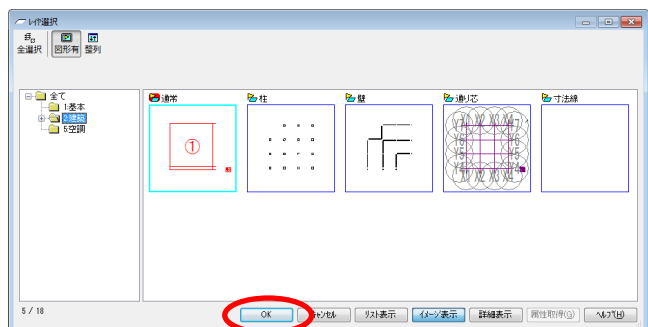 レイヤ選択
全選択 図形有 整列
全て
1:基本
2:建築
5:空調
通常 柱 壁 通り芯 寸法線
①
5 / 18
OK キャンセル リスト表示 イメージ表示 詳細表示 属性取得(G) ヘルプ(H)